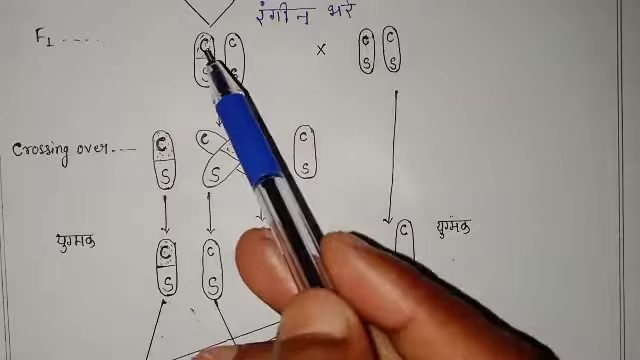 रंगीन भरे
F₁ ......
C C x C C
S S S S
Crossing over.---
C C C
S S S
युग्मक C C C युग्मक
S S